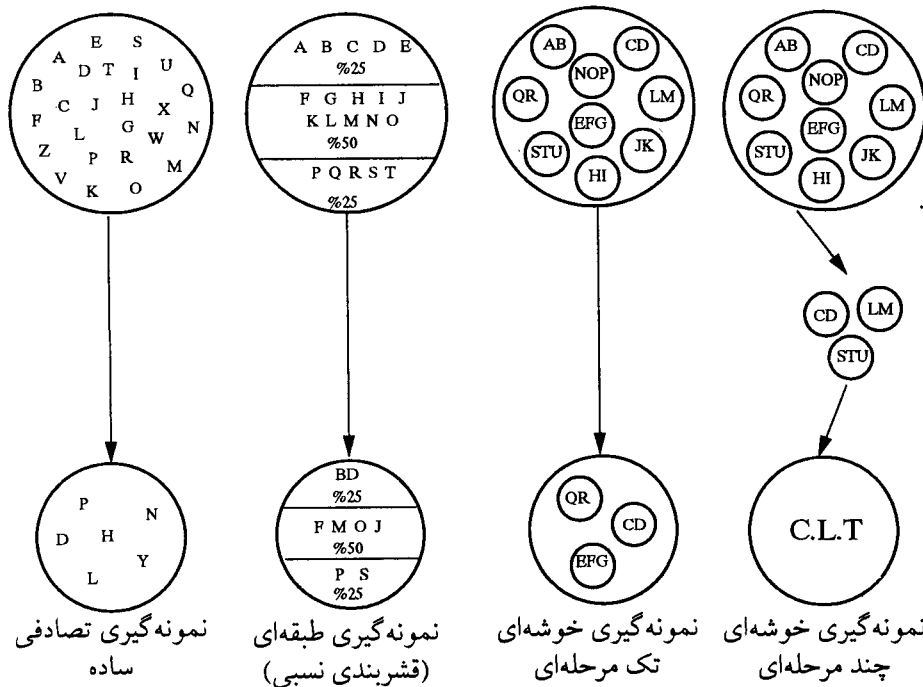 E S
A D T I U
B C J H X Q
F L G W N
Z P R M
V K O
P N
D H
L Y
نمونه‌گیری تصادفی
ساده
A B C D E
%25
F G H I J
K L M N O
%50
P Q R S T
%25
BD
%25
F M O J
%50
P S
%25
نمونه‌گیری طبقه‌ای
(قشربندی نسبی)
AB CD
NOP
QR LM
EFG
STU JK
HI
QR
CD
EFG
نمونه‌گیری خوشه‌ای
تک مرحله‌ای
AB CD
NOP
QR LM
EFG
STU JK
HI
CD LM
STU
C.L.T
نمونه‌گیری خوشه‌ای
چند مرحله‌ای